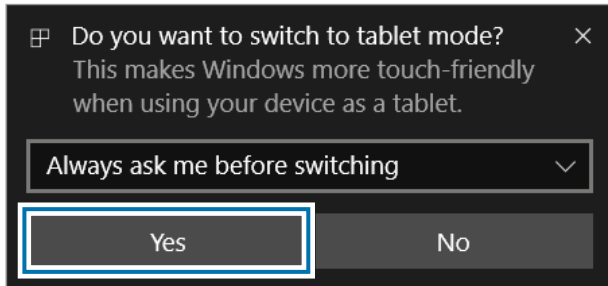 Do you want to switch to tablet mode?
This makes Windows more touch-friendly
when using your device as a tablet.
Always ask me before switching
Yes No